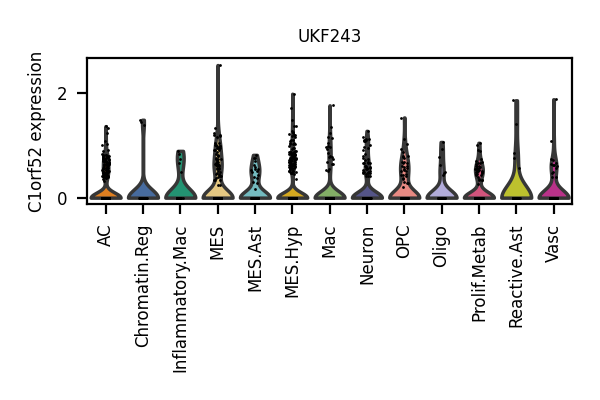 UKF243
C1orf52 expression
2
0
AC
Chromatin.Reg
Inflammatory.Mac
MES
MES.Ast
MES.Hyp
Mac
Neuron
OPC
Oligo
Prolif.Metab
Reactive.Ast
Vasc